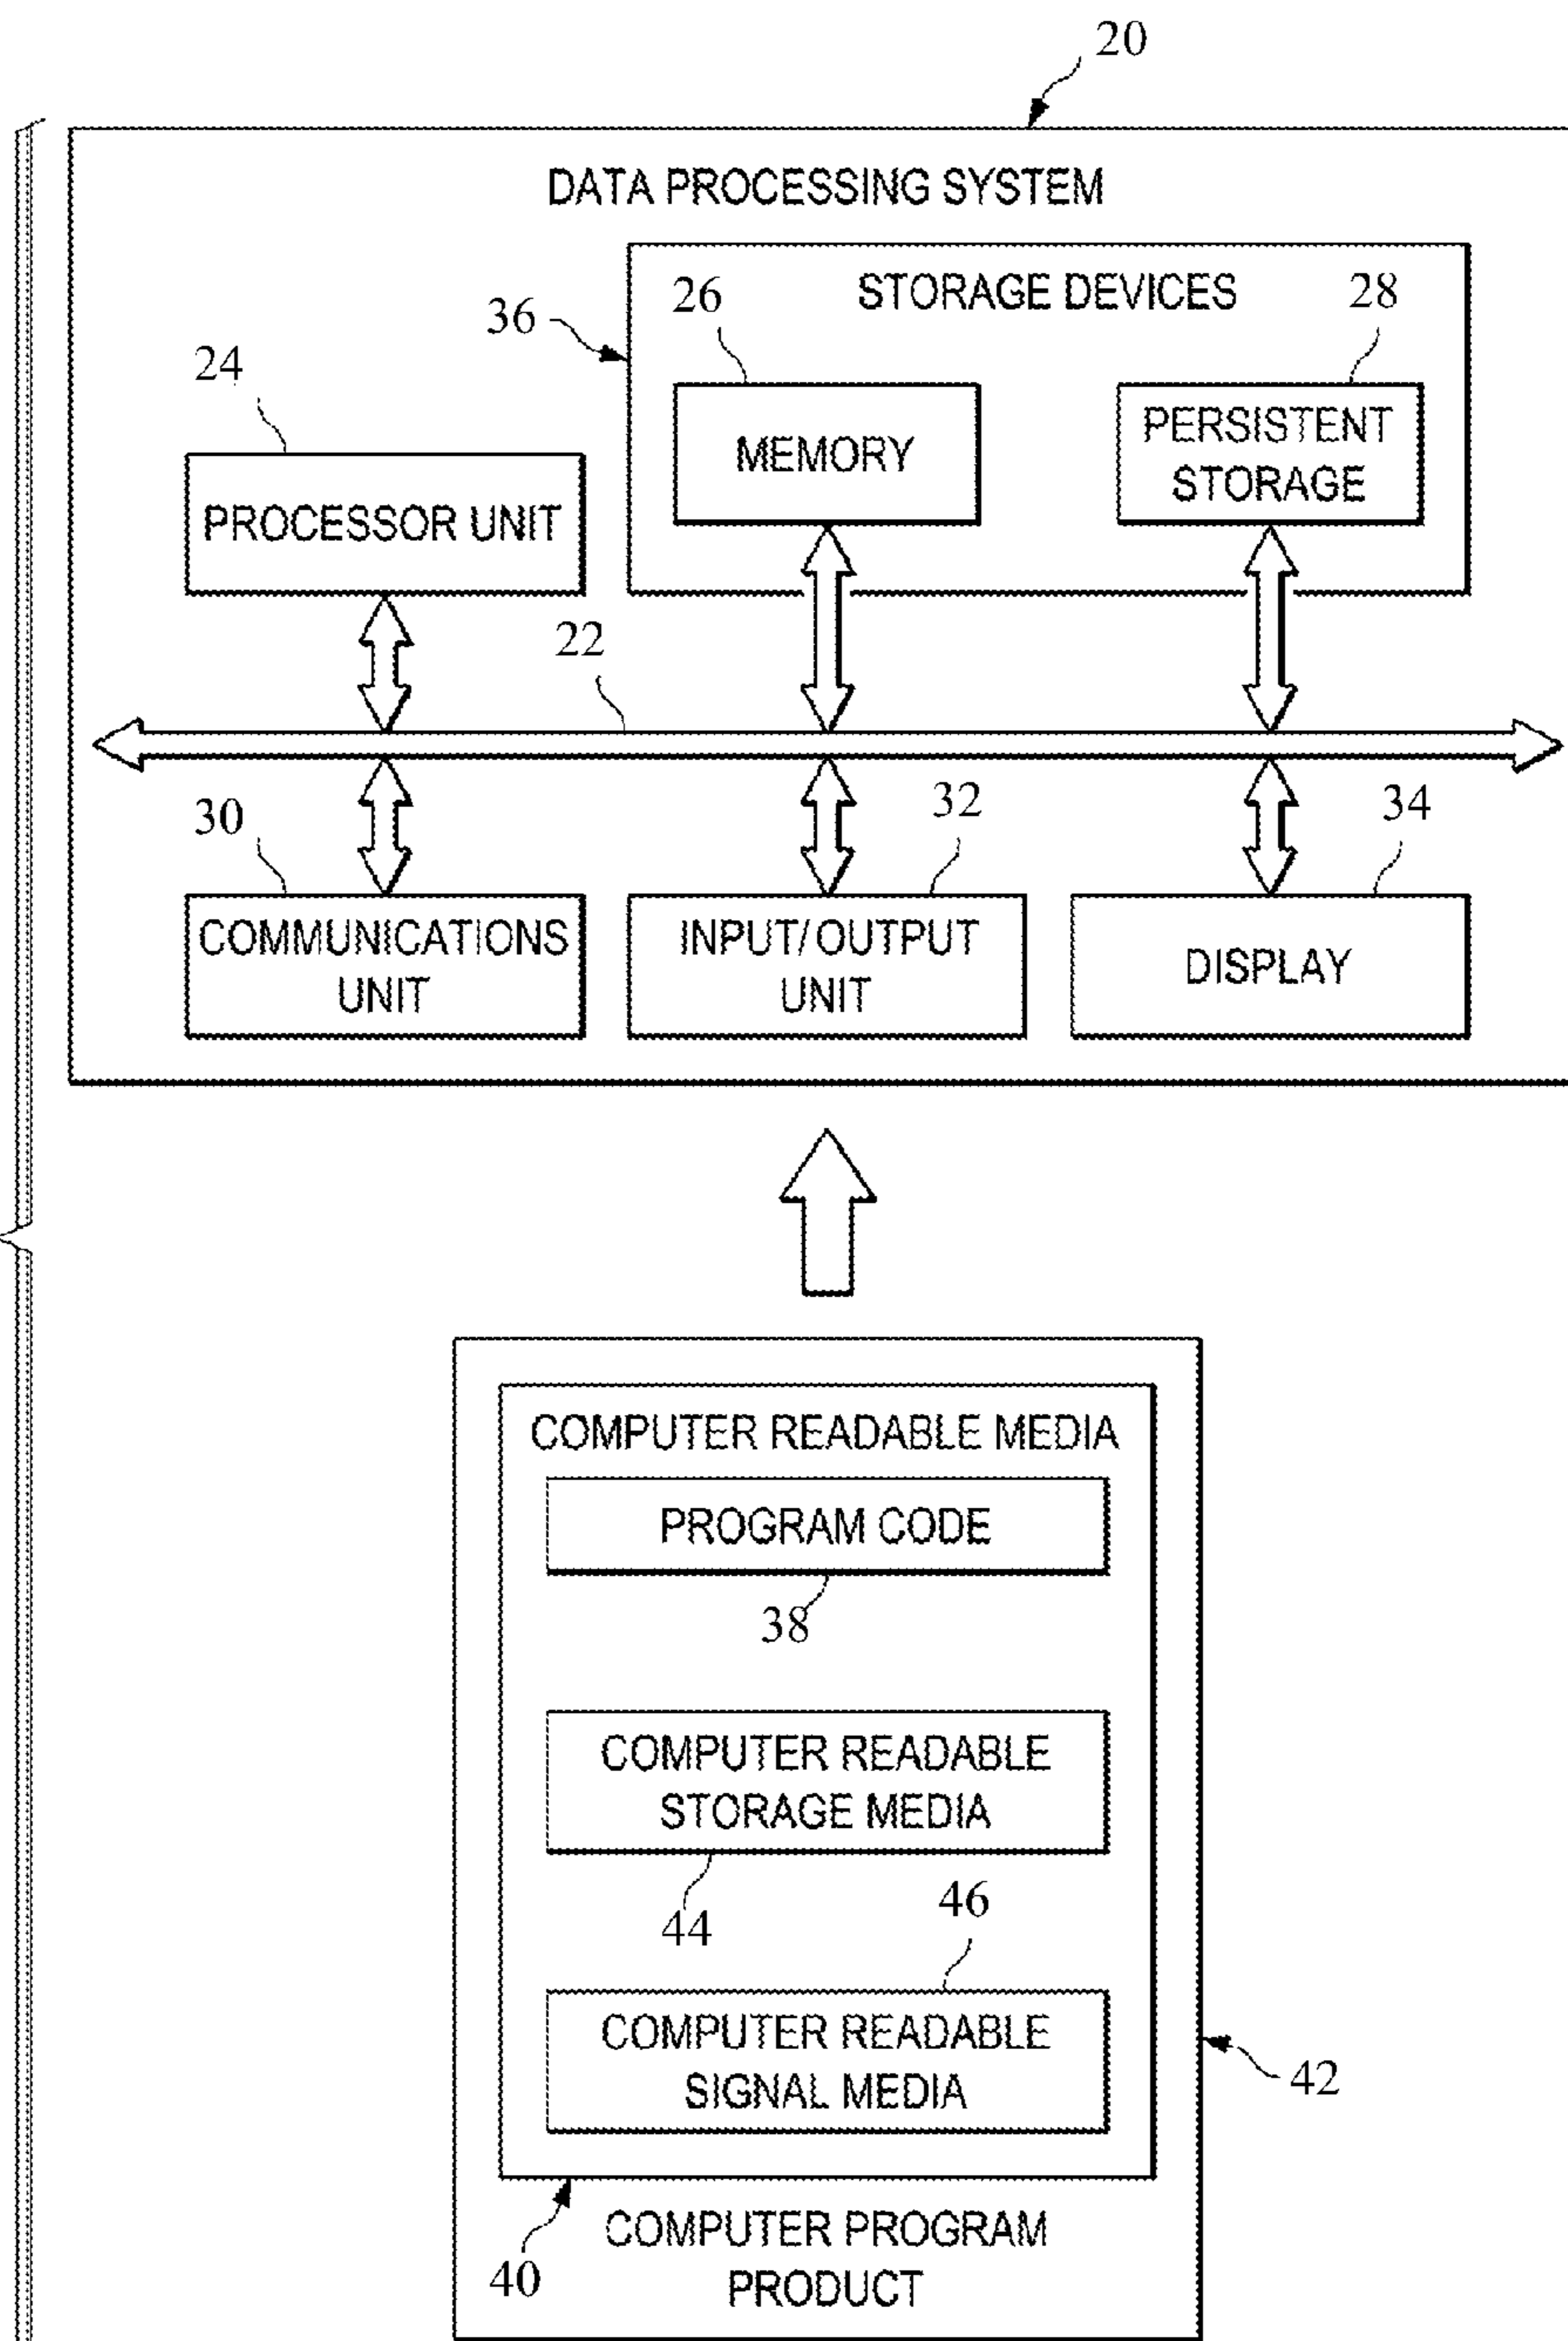 20
DATA PROCESSING SYSTEM
STORAGE DEVICES
36
26
28
24
MEMORY
PERSISTENT
STORAGE
PROCESSOR UNIT
22
30
32
34
COMMUNICATIONS
UNIT
INPUT/OUTPUT
UNIT
DISPLAY
COMPUTER READABLE MEDIA
PROGRAM CODE
38
COMPUTER READABLE
STORAGE MEDIA
44
46
COMPUTER READABLE
SIGNAL MEDIA
42
40
COMPUTER PROGRAM
PRODUCT